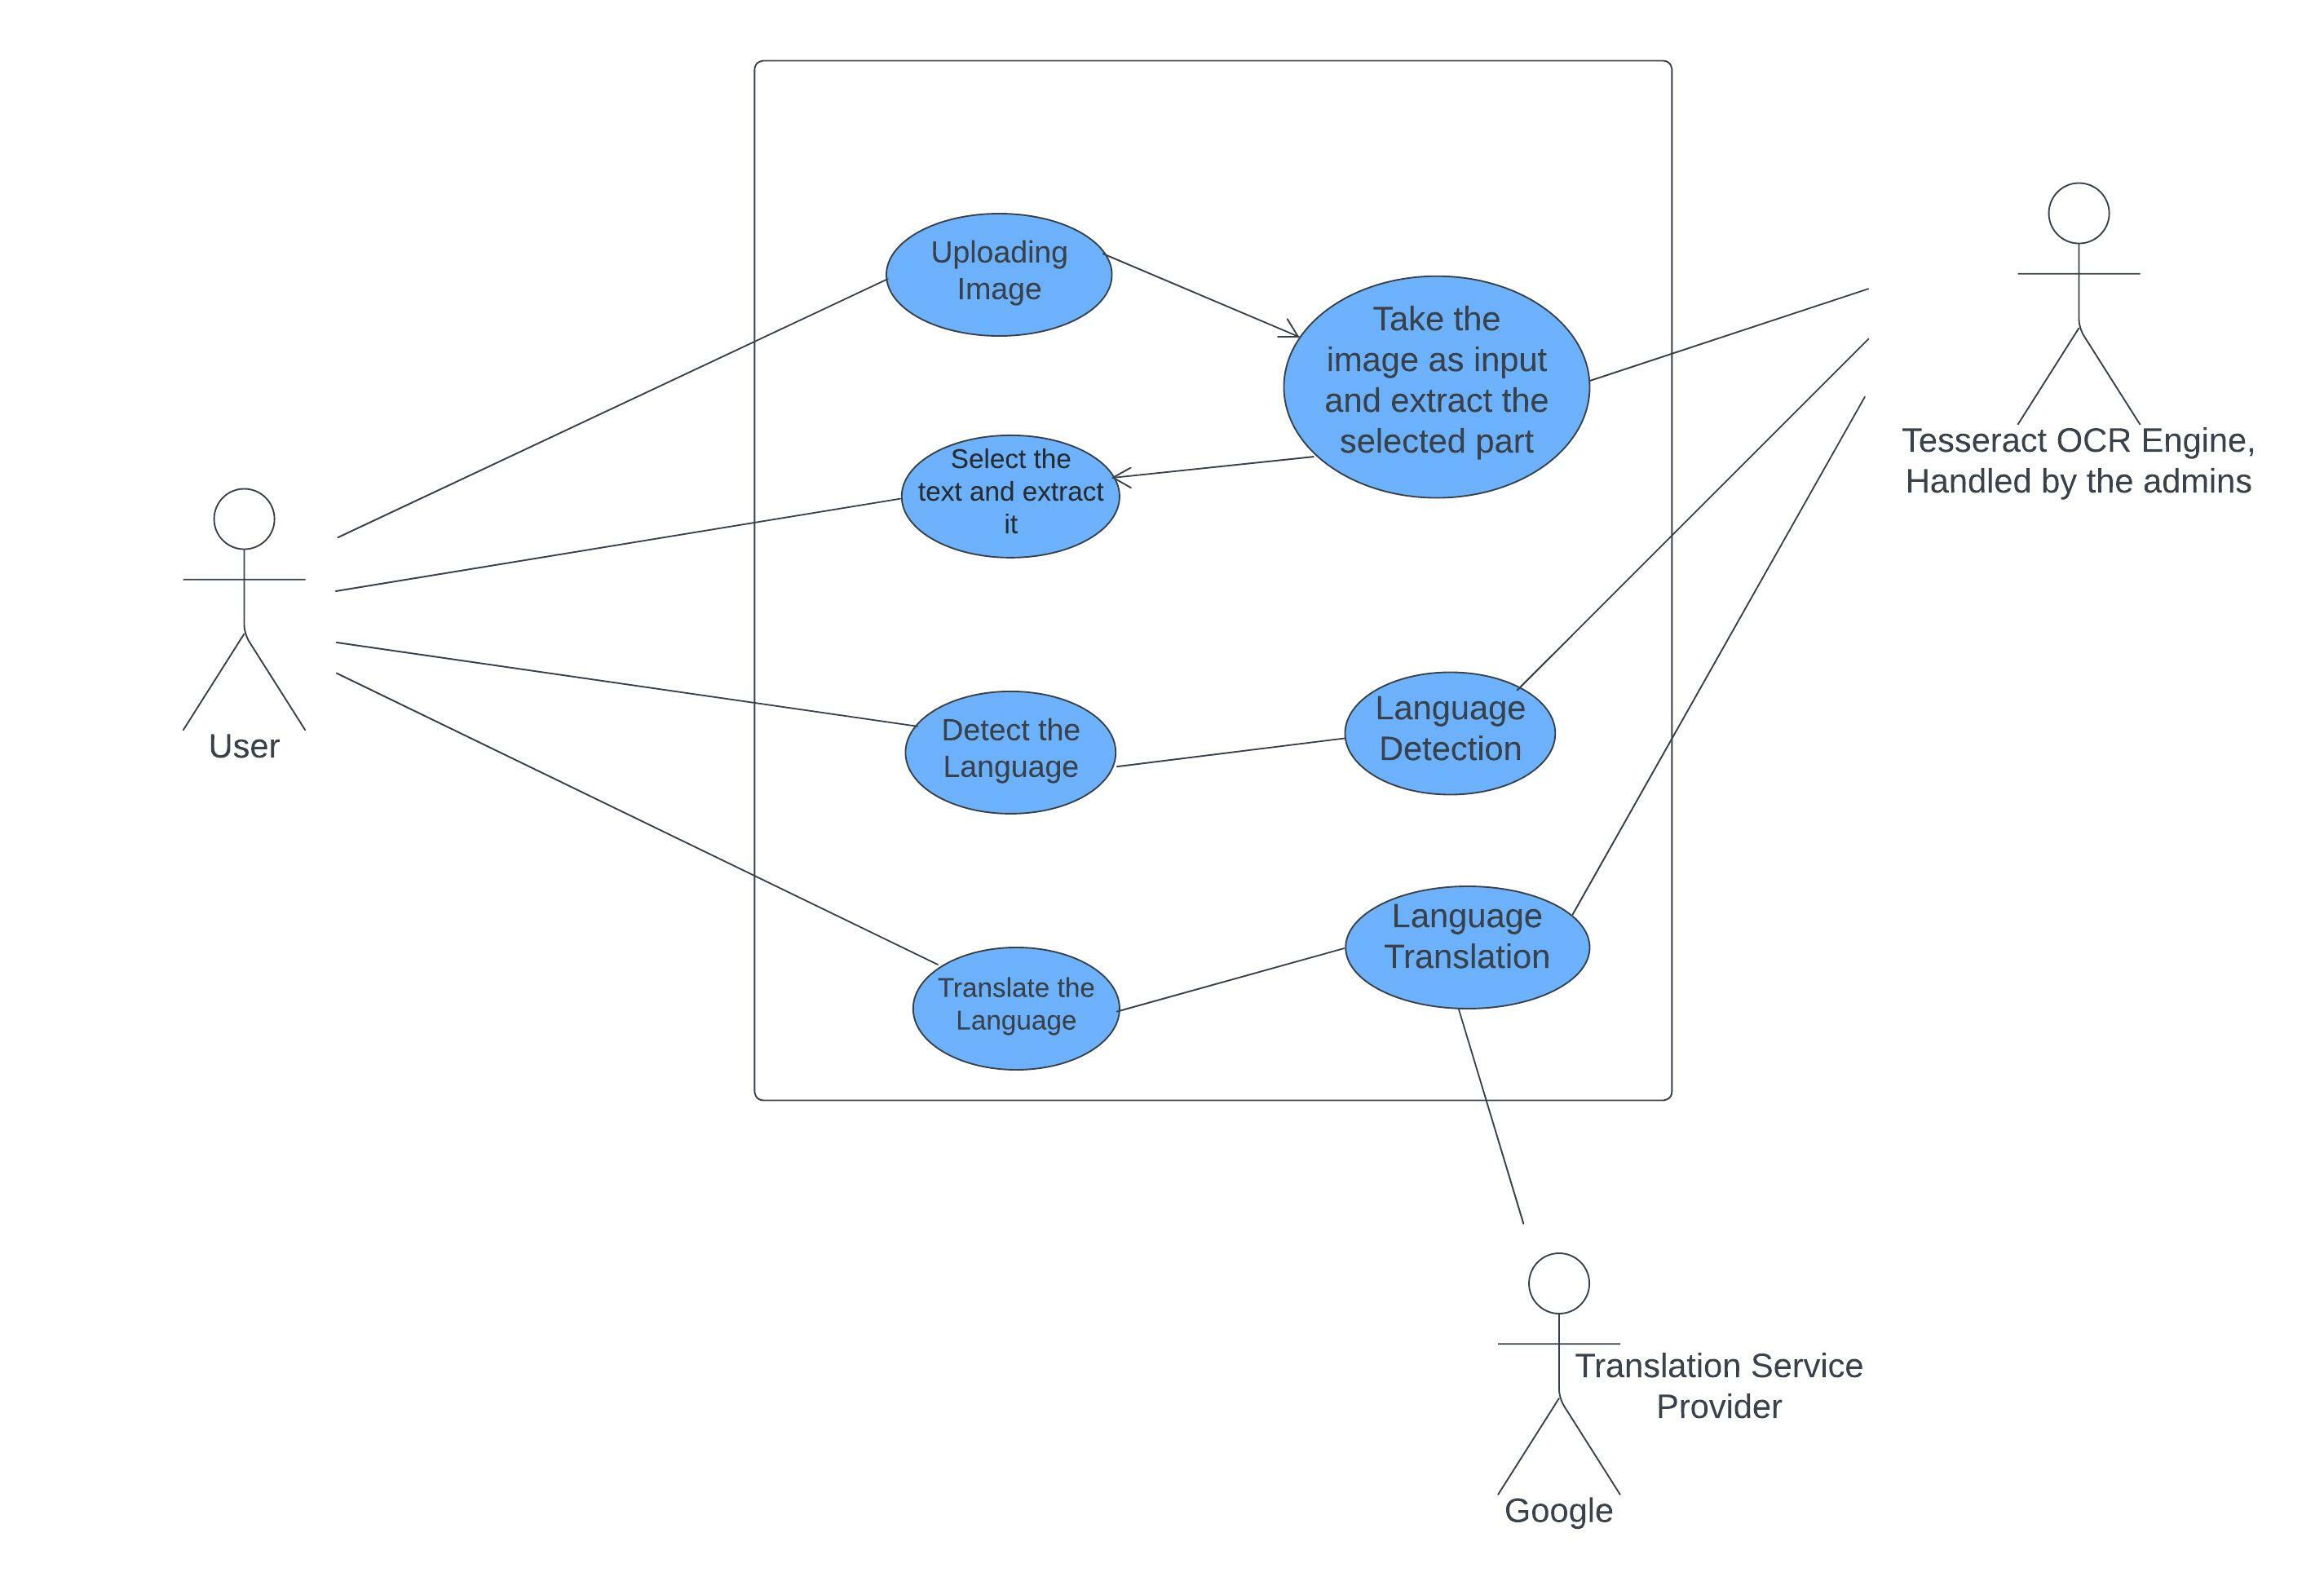 Uploading
Image
Take the
image as input
and extract the
selected part
Tesseract OCR Engine,
Handled by the admins
Select the
text and extract
it
User
Detect the
Language
Language
Detection
Language
Translation
Translate the
Language
Translation Service
Provider
Google